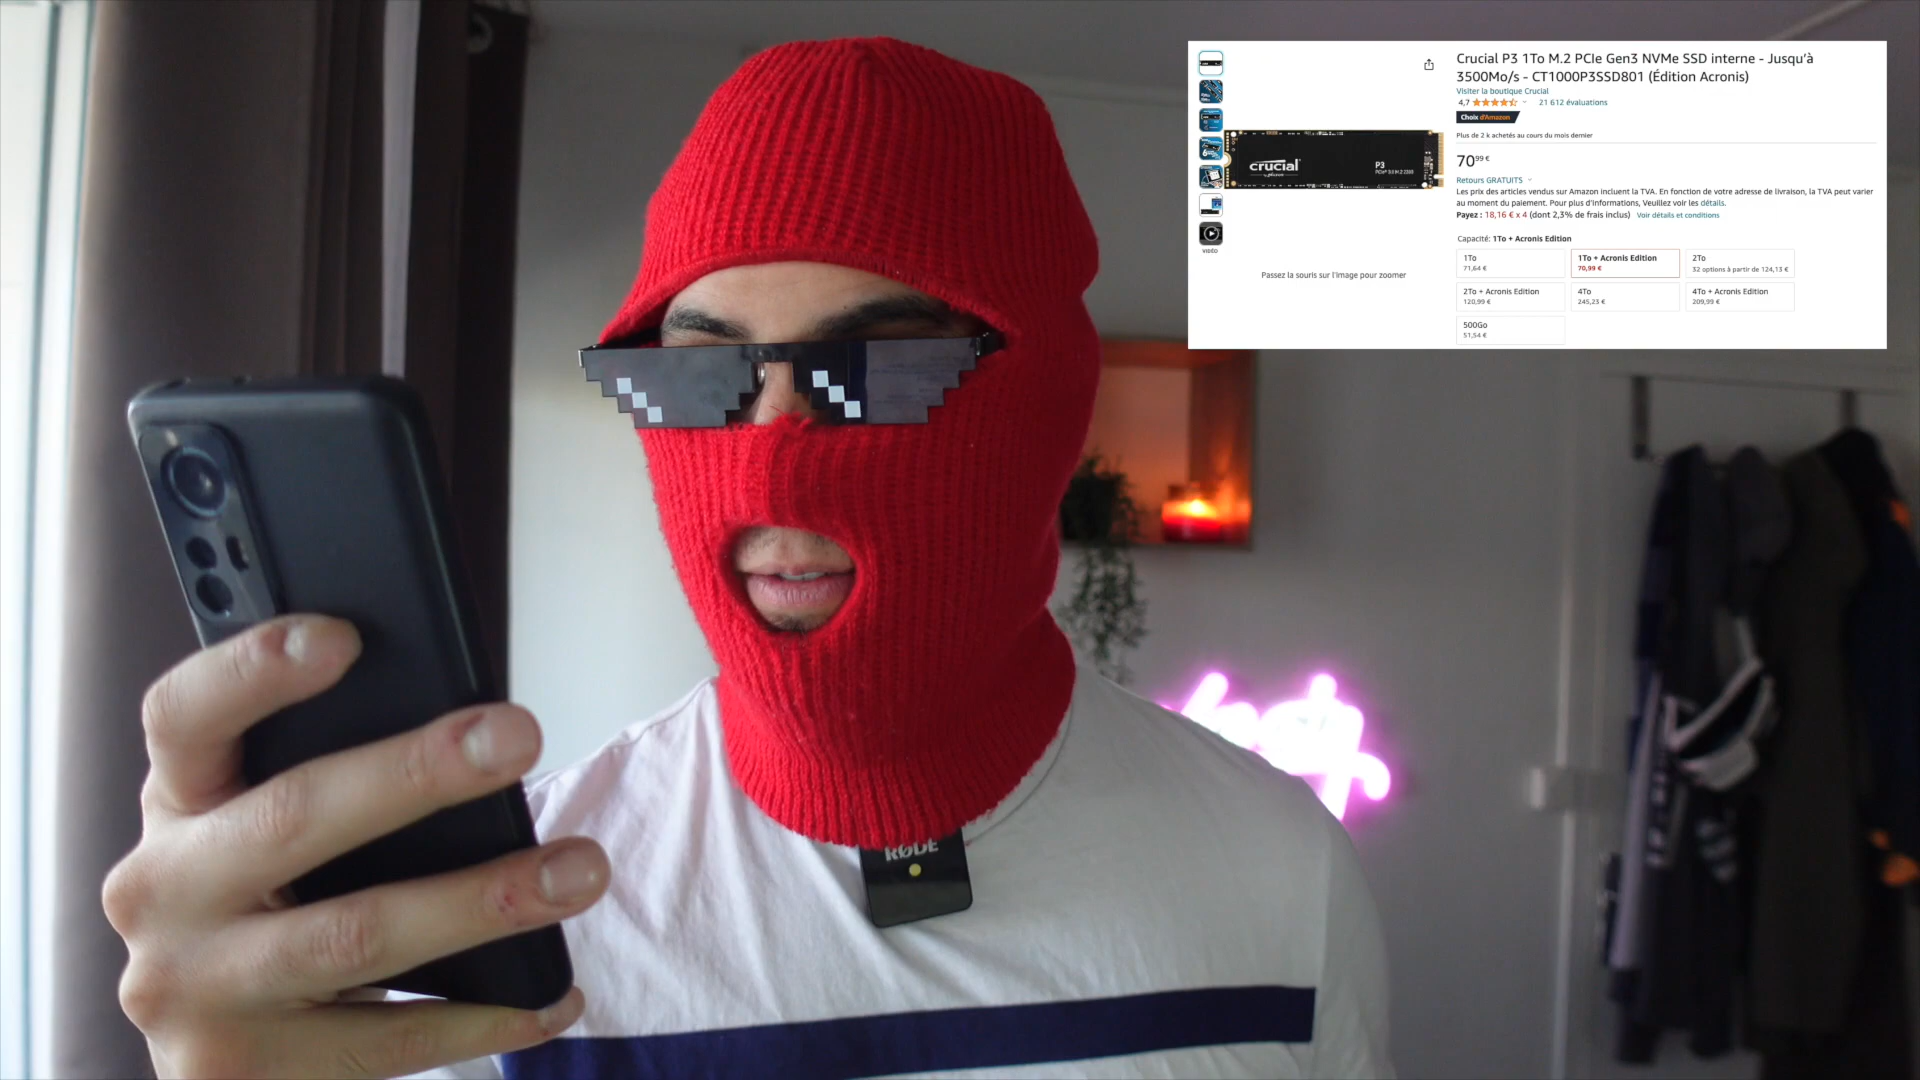 Crucial P3 1To M.2 PCIe Gen3 NVMe SSD interne - Jusqu'à
3500Mo/s - CT1000P3SSD801 (Édition Acronis)
Visiter la boutique Crucial
4,7 21 612 évaluations
Choix d'Amazon
Plus de 2 k achetés au cours du mois dernier
70,99 €
Retours GRATUITS
Les prix des articles vendus sur Amazon incluent la TVA. En fonction de votre adresse de livraison, la TVA peut varier
au moment du paiement. Pour plus d'informations, Veuillez voir les détails.
Payez : 18,16 € x 4 (dont 2,3% de frais inclus) Voir détails et conditions
Capacité: 1To + Acronis Edition
1To
71,64 €
1To + Acronis Edition
70,99 €
2To
32 options à partir de 124,13 €
2To + Acronis Edition
120,99 €
4To
245,23 €
4To + Acronis Edition
209,99 €
500Go
51,54 €
crucial
P3
VIDÉO
Passez la souris sur l'image pour zoomer
RØDE